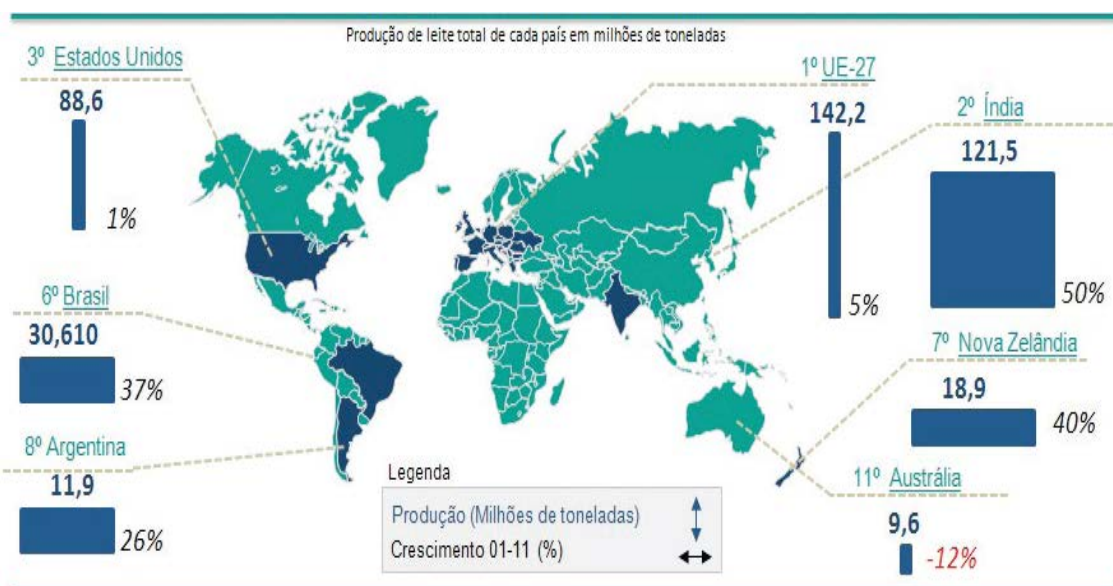 Produção de leite total de cada país em milhões de toneladas
3º Estados Unidos
88,6
1%
1º UE-27
142,2
5%
2º Índia
121,5
50%
6º Brasil
30,610
37%
7º Nova Zelândia
18,9
40%
8º Argentina
11,9
26%
11º Austrália
9,6
-12%
Legenda
Produção (Milhões de toneladas)
Crescimento 01-11 (%)